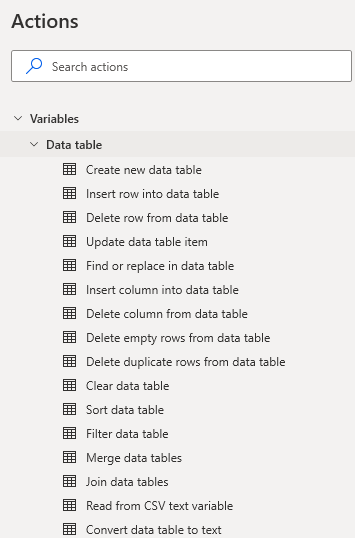 Actions
Search actions
Variables
Data table
Create new data table
Insert row into data table
Delete row from data table
Update data table item
Find or replace in data table
Insert column into data table
Delete column from data table
Delete empty rows from data table
Delete duplicate rows from data table
Clear data table
Sort data table
Filter data table
Merge data tables
Join data tables
Read from CSV text variable
Convert data table to text